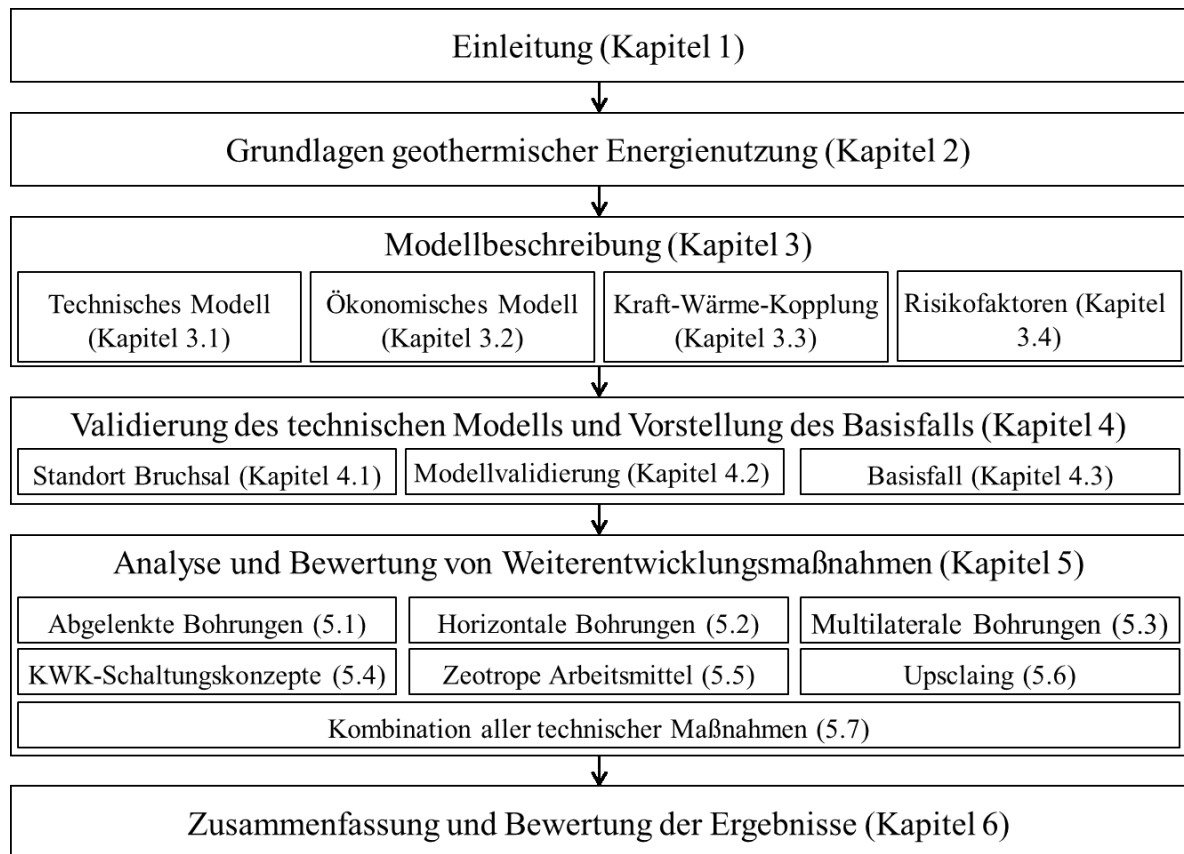 Einleitung (Kapitel 1)
Grundlagen geothermischer Energienutzung (Kapitel 2)
Modellbeschreibung (Kapitel 3)
Technisches Modell
(Kapitel 3.1)
Ökonomisches Modell
(Kapitel 3.2)
Kraft-Wärme-Kopplung
(Kapitel 3.3)
Risikofaktoren (Kapitel
3.4)
Validierung des technischen Modells und Vorstellung des Basisfalls (Kapitel 4)
Standort Bruchsal (Kapitel 4.1)
Modellvalidierung (Kapitel 4.2)
Basisfall (Kapitel 4.3)
Analyse und Bewertung von Weiterentwicklungsmaßnahmen (Kapitel 5)
Abgelenkte Bohrungen (5.1)
Horizontale Bohrungen (5.2)
Multilaterale Bohrungen (5.3)
KWK-Schaltungskonzepte (5.4)
Zeotrope Arbeitsmittel (5.5)
Upsclaing (5.6)
Kombination aller technischer Maßnahmen (5.7)
Zusammenfassung und Bewertung der Ergebnisse (Kapitel 6)